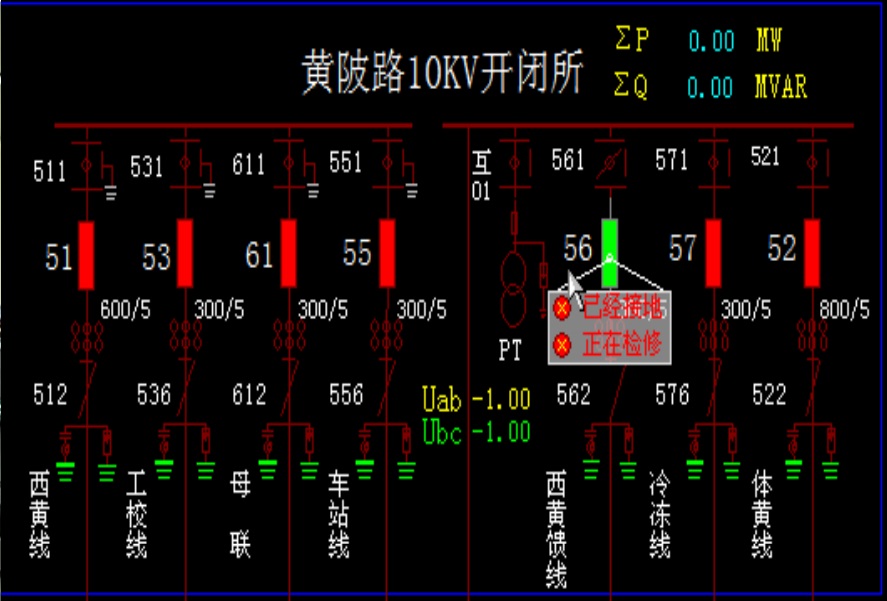 黄陂路10KV开闭所
ΣP 0.00 MW
ΣQ 0.00 MVAR
511 531 611 551 互01 561 571 521
51 53 61 55 56 57 52
600/5 300/5 300/5 300/5 300/5 800/5
已经接地
正在检修
PT
512 536 612 556 562 576 522
Uab -1.00
Ubc -1.00
西黄线
工校线
母联
车站线
西黄馈线
冷冻线
体黄线